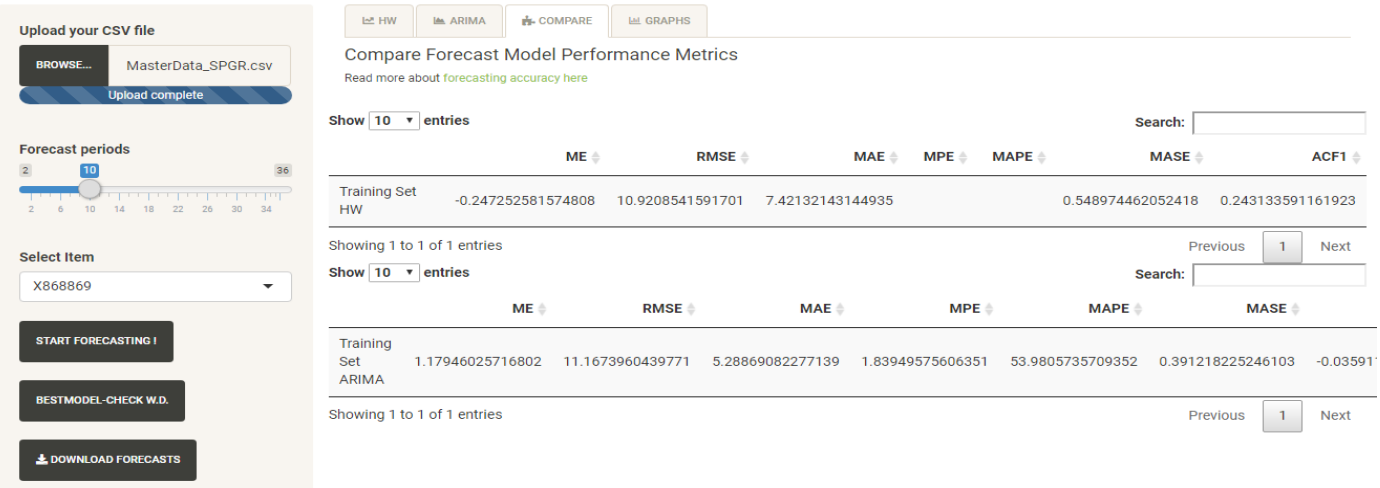 Upload your CSV file
BROWSE... MasterData_SPGR.csv
Upload complete
Forecast periods
2 10 36
2 6 10 14 18 22 26 30 34
Select Item
X868869
START FORECASTING !
BESTMODEL-CHECK W.D.
DOWNLOAD FORECASTS
HW ARIMA COMPARE GRAPHS
Compare Forecast Model Performance Metrics
Read more about forecasting accuracy here
Show 10 entries Search:
ME RMSE MAE MPE MAPE MASE ACF1
Training Set
HW -0.247252581574808 10.9208541591701 7.42132143144935 0.548974462052418 0.243133591161923
Showing 1 to 1 of 1 entries Previous 1 Next
Show 10 entries Search:
ME RMSE MAE MPE MAPE MASE
Training
Set 1.17946025716802 11.1673960439771 5.28869082277139 1.83949575606351 53.9805735709352 0.391218225246103 -0.03591
ARIMA
Showing 1 to 1 of 1 entries Previous 1 Next